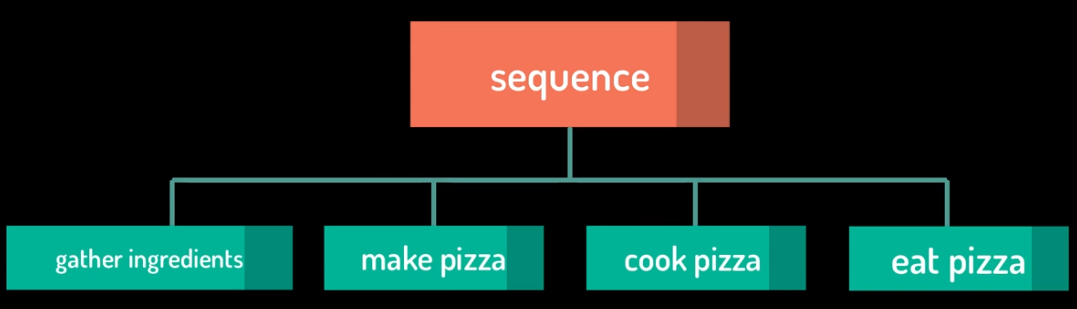 sequence
gather ingredients
make pizza
cook pizza
eat pizza